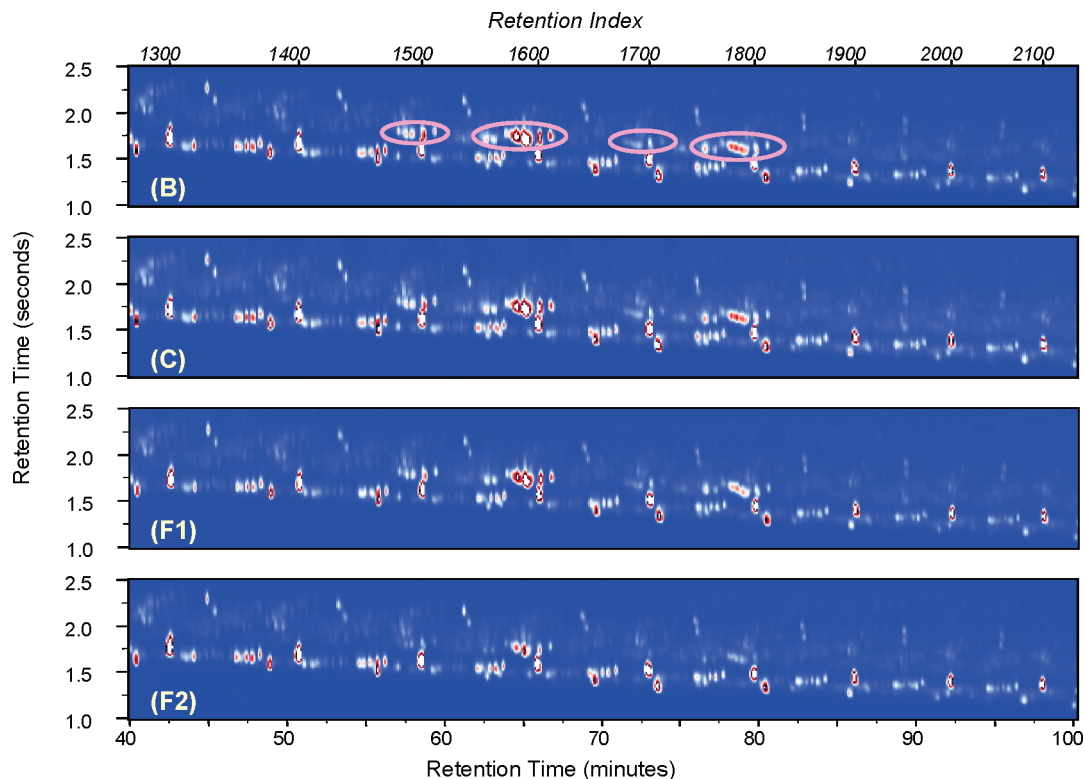 Retention Index
1300 1400 1500 1600 1700 1800 1900 2000 2100
2.5
2.0
1.5
1.0
(B)
2.5
2.0
1.5
1.0
(C)
2.5
2.0
1.5
1.0
(F1)
2.5
2.0
1.5
1.0
(F2)
Retention Time (seconds)
40 50 60 70 80 90 100
Retention Time (minutes)